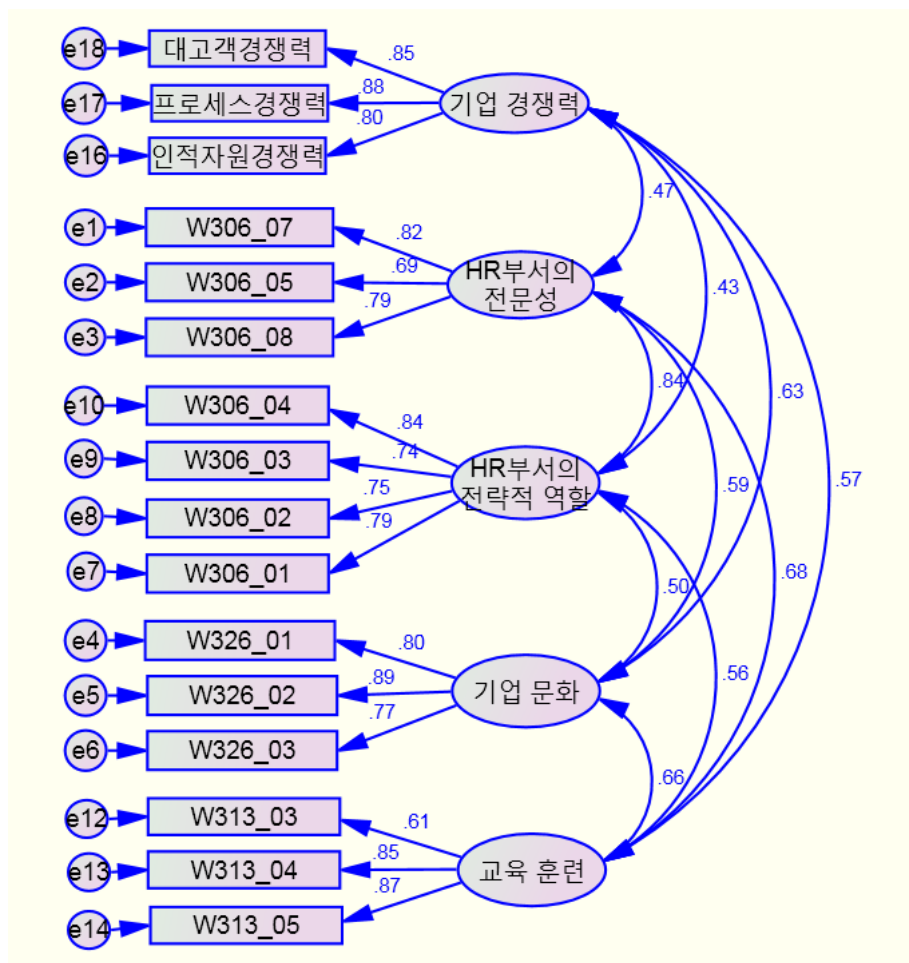 e18 대고객경쟁력 .85
e17 프로세스경쟁력 .88 기업 경쟁력
e16 인적자원경쟁력 .80
.47
e1 W306_07 .82
e2 W306_05 .69 HR부서의
전문성
e3 W306_08 .79
.43
.84
.63
e10 W306_04 .84
e9 W306_03 .74 HR부서의
전략적 역할
e8 W306_02 .75
e7 W306_01 .79
.59
.57
.68
.50
e4 W326_01 .80
e5 W326_02 .89 기업 문화
e6 W326_03 .77
.56
.66
e12 W313_03 .61
e13 W313_04 .85 교육 훈련
e14 W313_05 .87